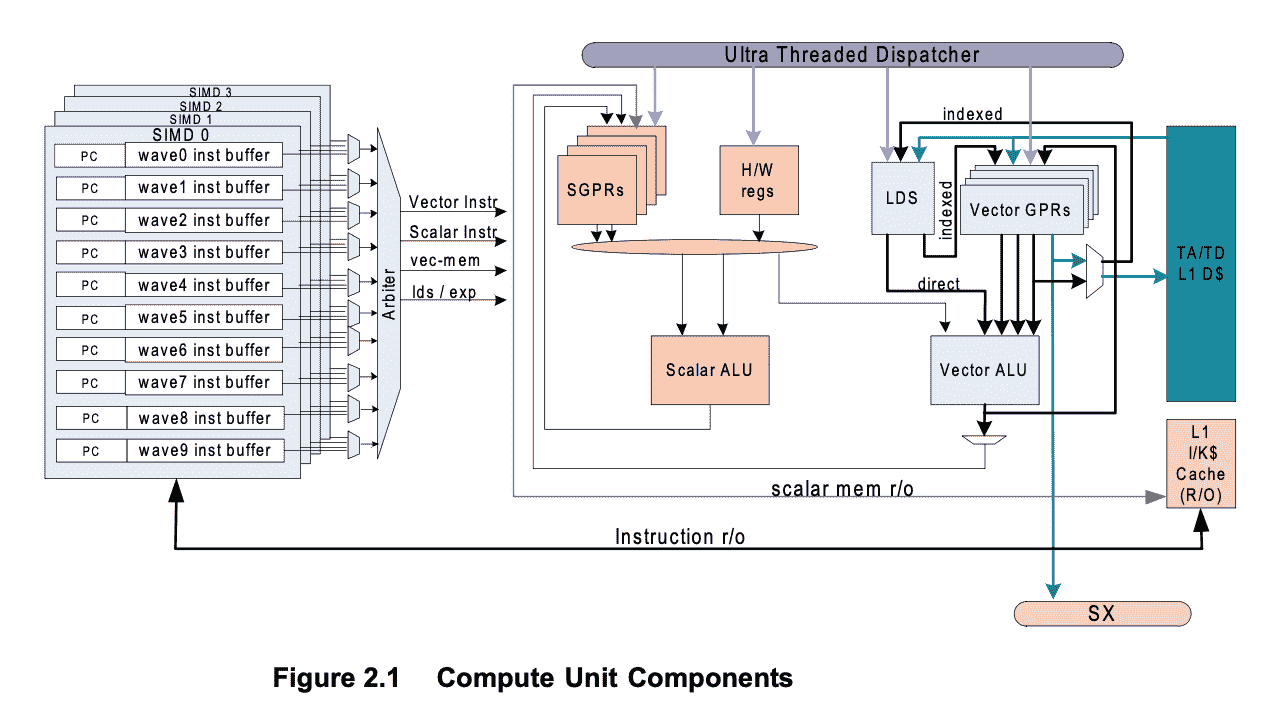 Ultra Threaded Dispatcher
SIMD 3
SIMD 2
SIMD 1
SIMD 0
PC wave0 inst buffer
PC wave1 inst buffer
PC wave2 inst buffer
PC wave3 inst buffer
PC wave4 inst buffer
PC wave5 inst buffer
PC wave6 inst buffer
PC wave7 inst buffer
PC wave8 inst buffer
PC wave9 inst buffer
Arbiter
Vector Instr
Scalar Instr
vec-mem
lds / exp
SGPRs
H/W
regs
LDS
indexed
indexed
Vector GPRs
direct
Scalar ALU
Vector ALU
TA/TD
L1 D$
L1
I/K$
Cache
(R/O)
scalar mem r/o
Instruction r/o
SX
Figure 2.1 Compute Unit Components